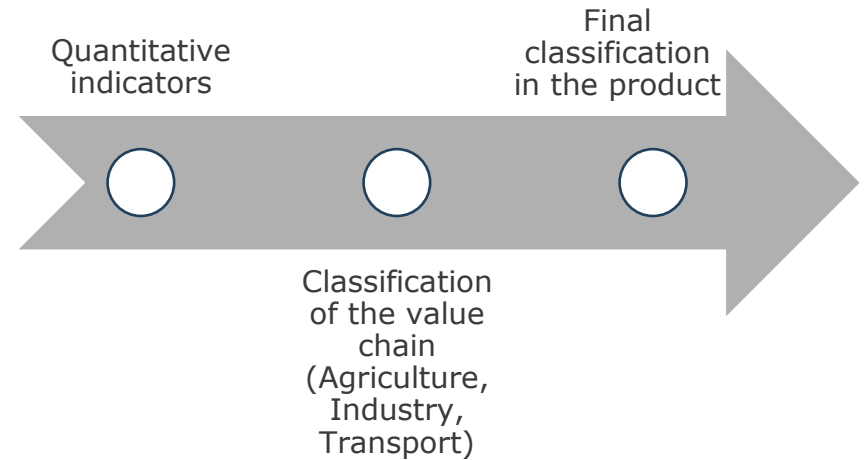 Quantitative
indicators
Final
classification
in the product
Classification
of the value
chain
(Agriculture,
Industry,
Transport)